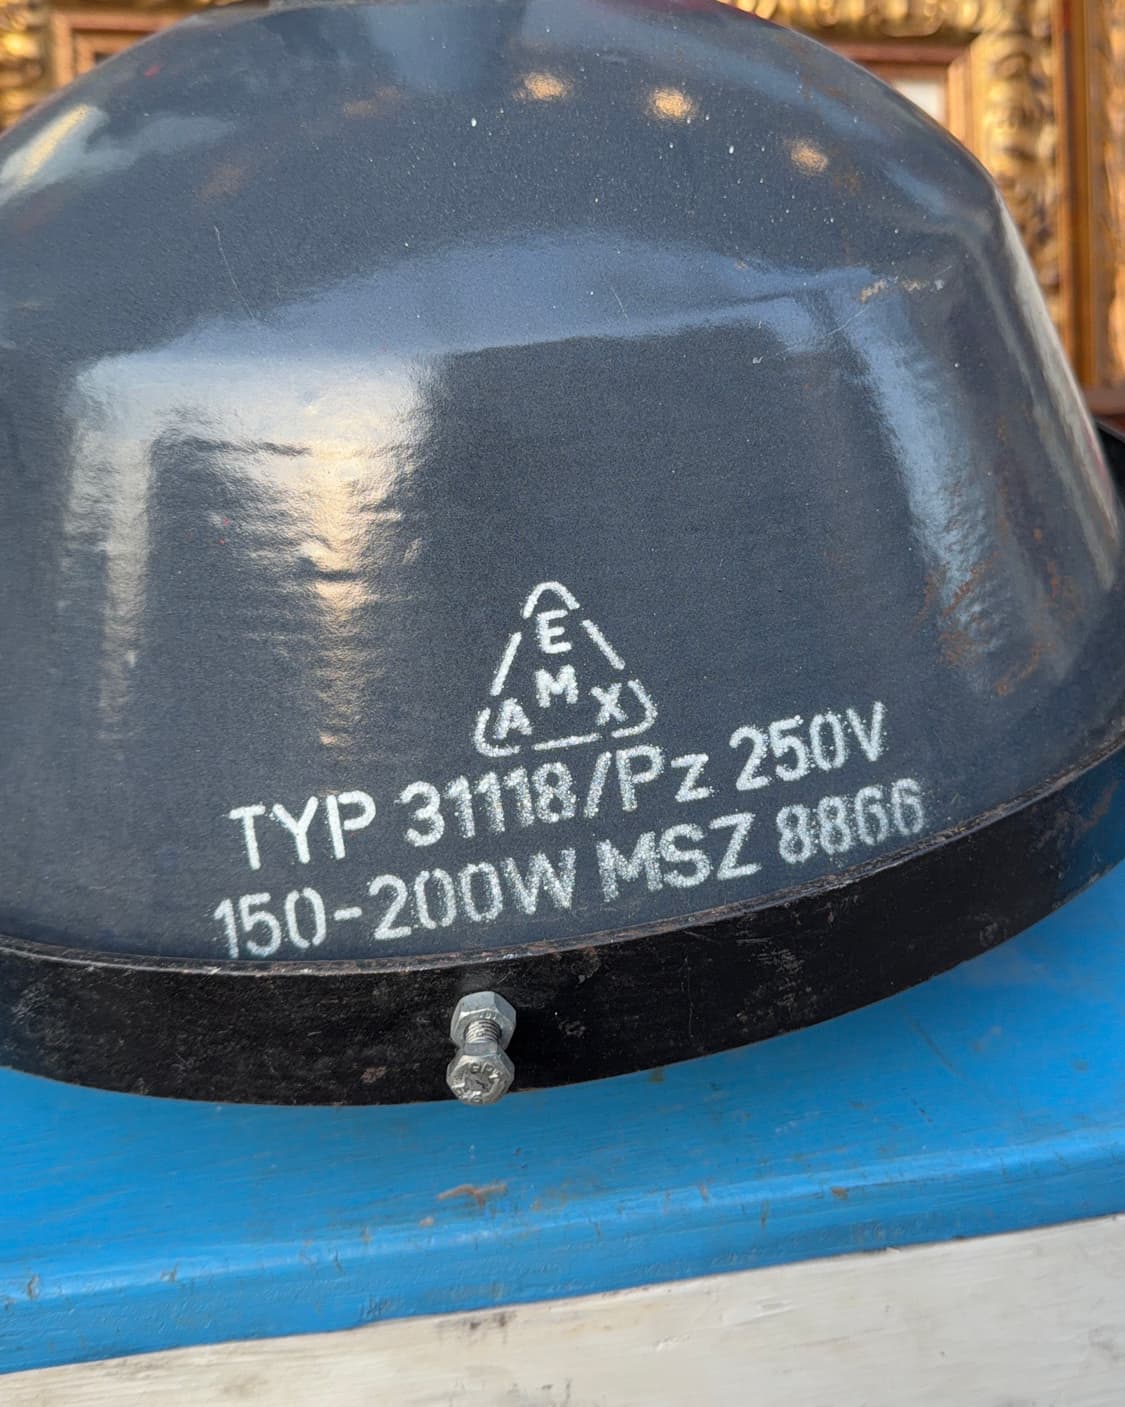 E
M
A X
TYP 31118/Pz 250V
150-200W MSZ 8866